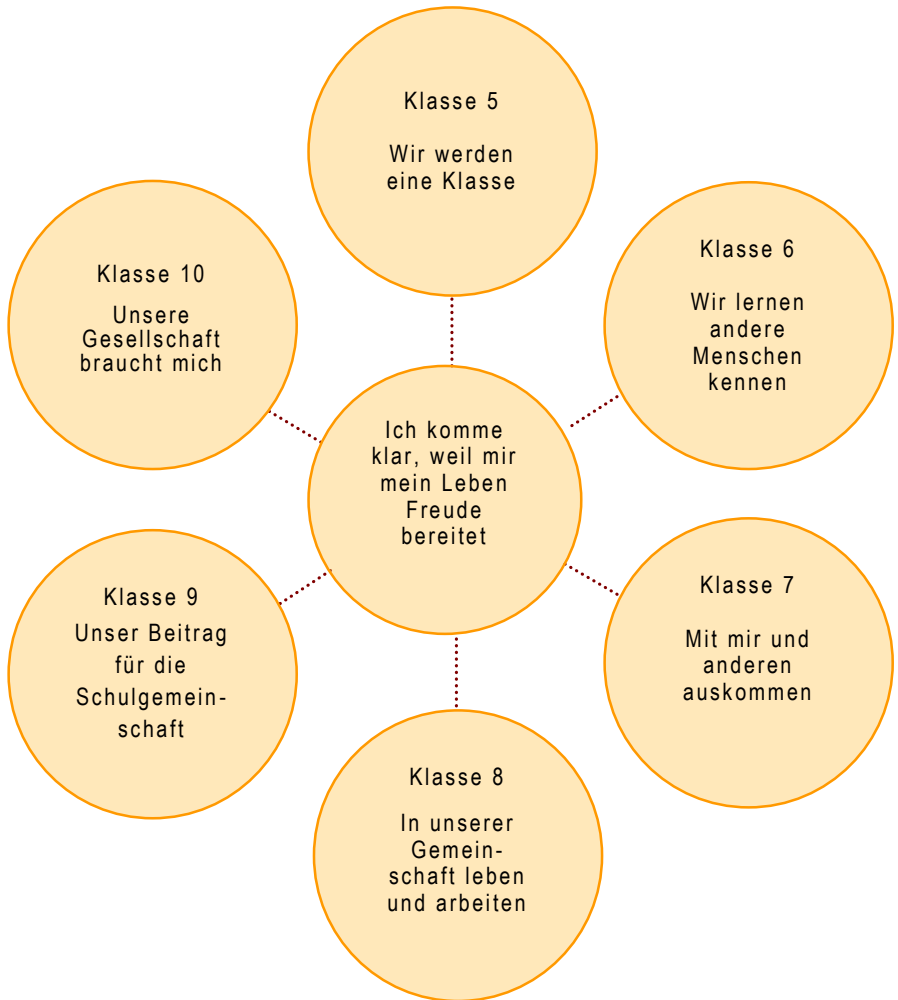 Klasse 5
Wir werden
eine Klasse
Klasse 6
Wir lernen
andere
Menschen
kennen
Klasse 7
Mit mir und
anderen
auskommen
Klasse 8
In unserer
Gemein-
schaft leben
und arbeiten
Klasse 9
Unser Beitrag
für die
Schulgemein-
schaft
Klasse 10
Unsere
Gesellschaft
braucht mich
Ich komme
klar, weil mir
mein Leben
Freude
bereitet